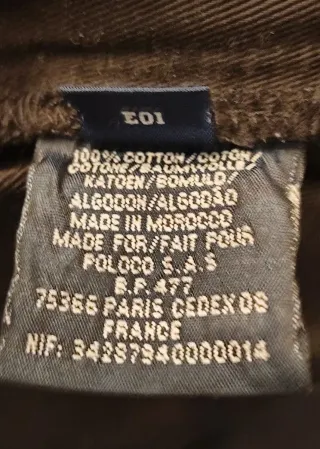 E01
100% COTTON/COTON/
COTONE/BAUMWOLLE/
KATOEN/BOMULD/
ALGODON/ALGODÃO
MADE IN MOROCCO
MADE FOR/FAIT POUR
POLOCO S.A.S
B.P.477
75366 PARIS CEDEX 08
FRANCE
NIF: 34287940000014